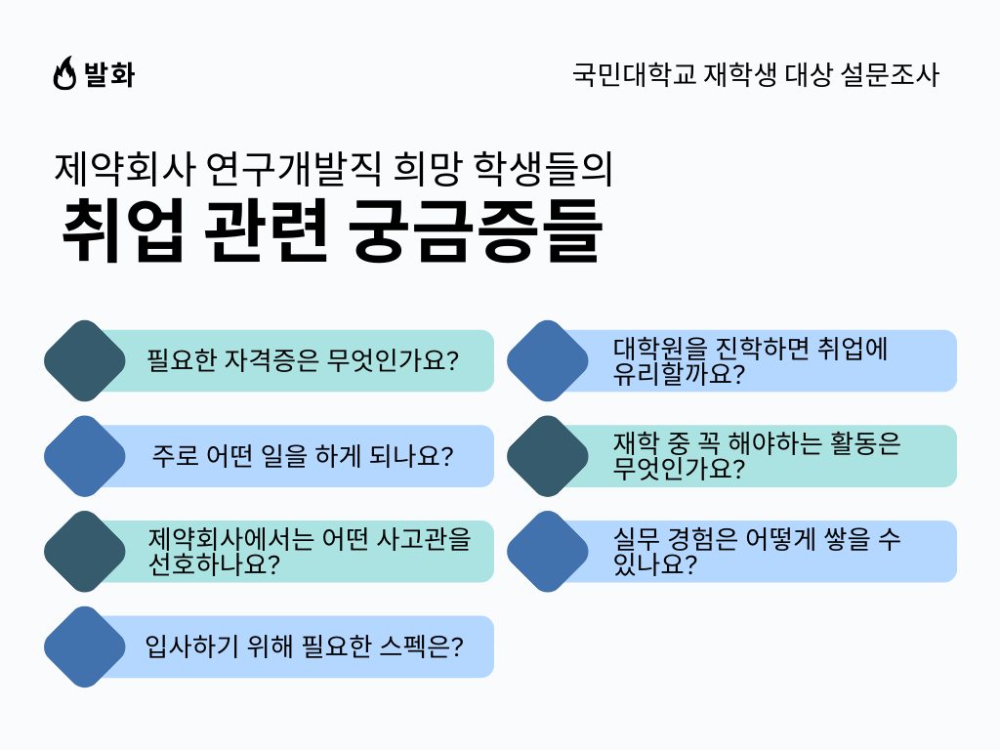 발화
국민대학교 재학생 대상 설문조사
제약회사 연구개발직 희망 학생들의
취업 관련 궁금증들
필요한 자격증은 무엇인가요?
주로 어떤 일을 하게 되나요?
제약회사에서는 어떤 사고관을
선호하나요?
입사하기 위해 필요한 스펙은?
대학원을 진학하면 취업에
유리할까요?
재학 중 꼭 해야하는 활동은
무엇인가요?
실무 경험은 어떻게 쌓을 수
있나요?